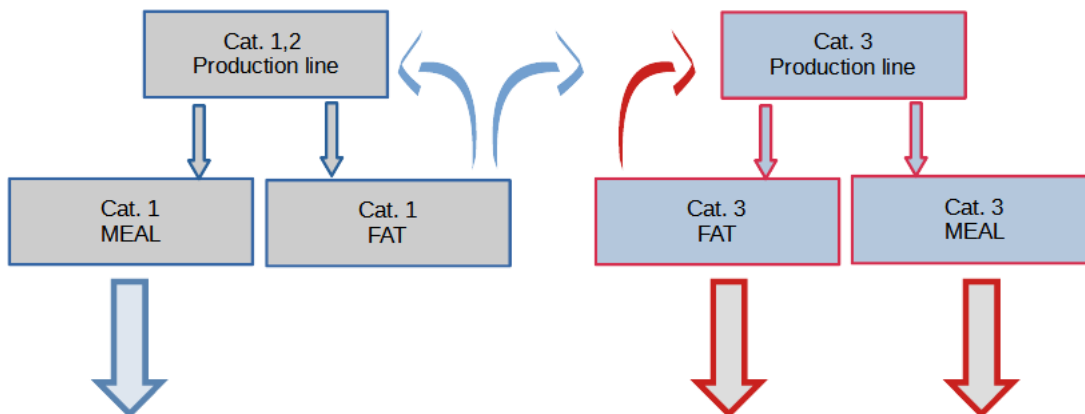 Cat. 1,2
Production line
Cat. 3
Production line
Cat. 1
MEAL
Cat. 1
FAT
Cat. 3
FAT
Cat. 3
MEAL